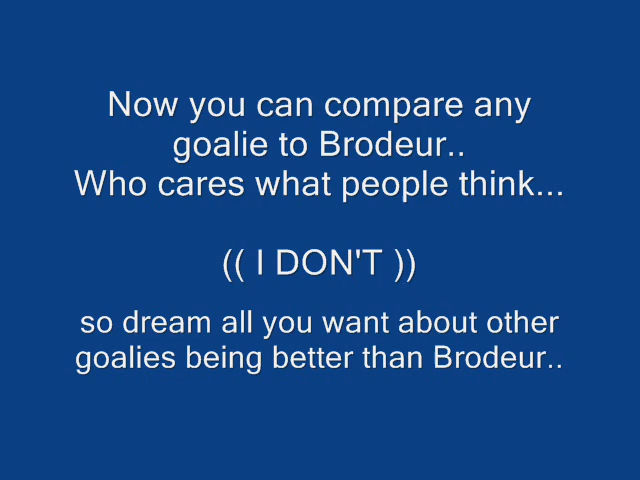 Now you can compare any
goalie to Brodeur..
Who cares what people think...
(( I DON'T ))
so dream all you want about other
goalies being better than Brodeur..